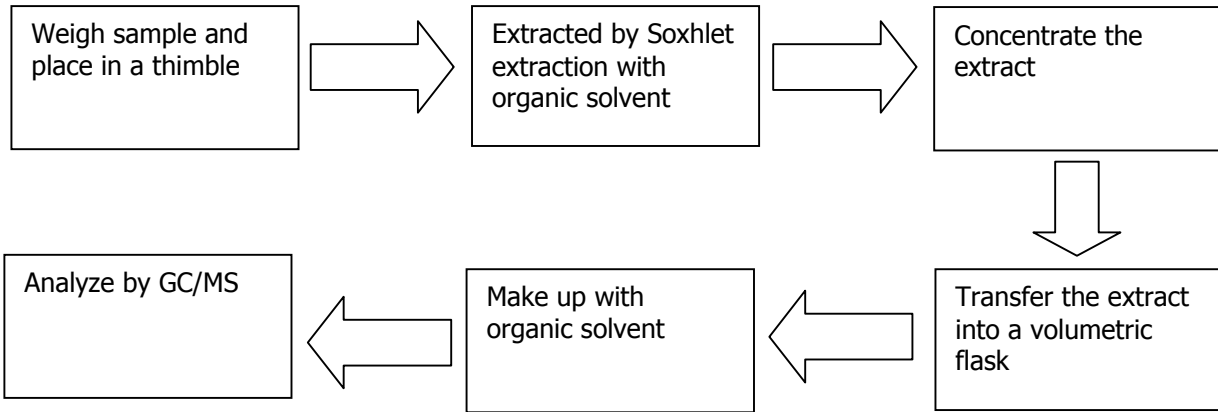 Weigh sample and
place in a thimble
Extracted by Soxhlet
extraction with
organic solvent
Concentrate the
extract
Transfer the extract
into a volumetric
flask
Make up with
organic solvent
Analyze by GC/MS